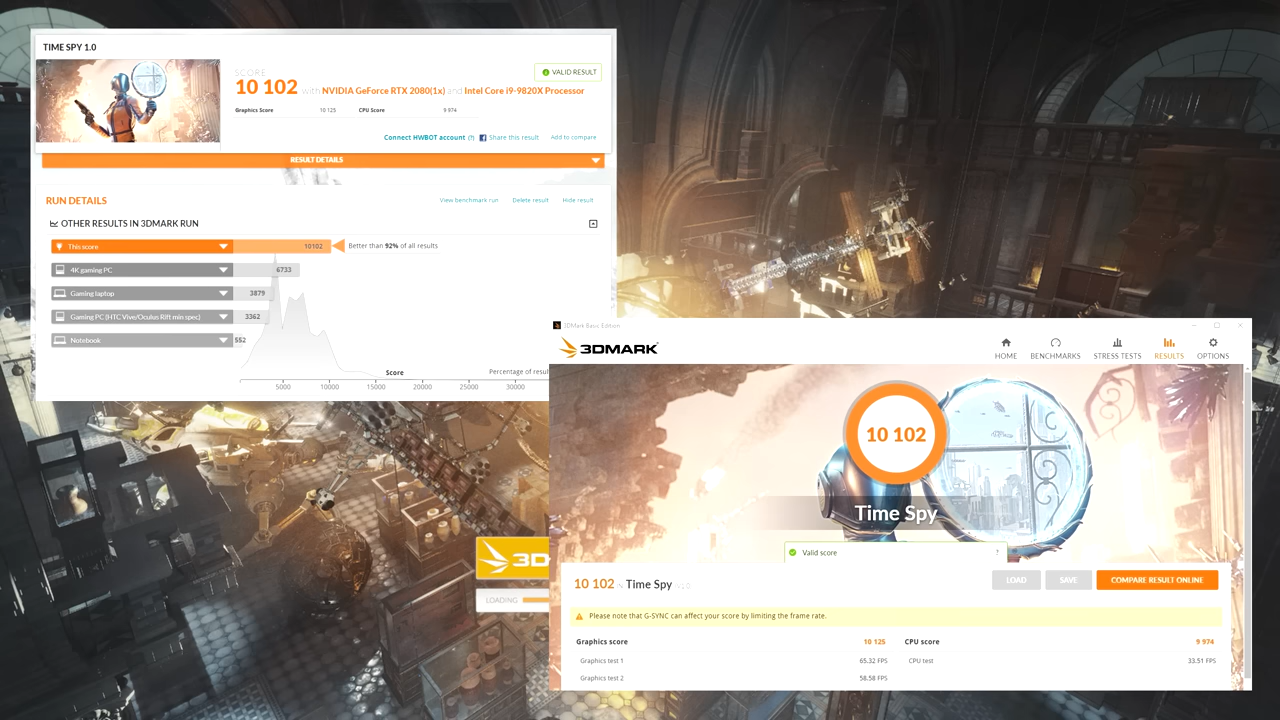 TIME SPY 1.0
SCORE
VALID RESULT
10 102 with NVIDIA GeForce RTX 2080(1x) and Intel Core i9-9820X Processor
Graphics Score 10 125 CPU Score 9 974
Connect HWBOT account (?) Share this result Add to compare
RESULT DETAILS
RUN DETAILS
View benchmark run Delete result Hide result
OTHER RESULTS IN 3DMARK RUN
This score 10102 Better than 92% of all results
4K gaming PC 6733
Gaming laptop 3879
Gaming PC (HTC Vive/Oculus Rift min spec) 3362
Notebook 552
Score Percentage of resul
5000 10000 15000 20000 25000 30000
3D
LOADING
3DMark Basic Edition
3DMARK
HOME BENCHMARKS STRESS TESTS RESULTS OPTIONS
10 102
Time Spy
Valid score ?
10 102 in Time Spy v1.0
LOAD SAVE COMPARE RESULT ONLINE
Please note that G-SYNC can affect your score by limiting the frame rate.
Graphics score 10 125 CPU score 9 974
Graphics test 1 65.32 FPS CPU test 33.51 FPS
Graphics test 2 58.58 FPS